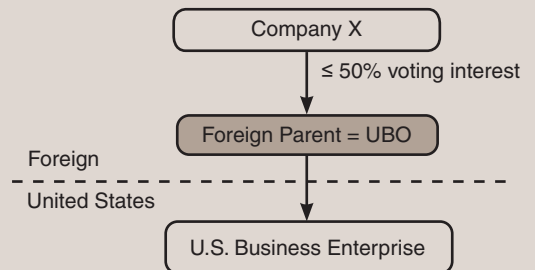 Company X
≤ 50% voting interest
Foreign Parent = UBO
Foreign
United States
U.S. Business Enterprise